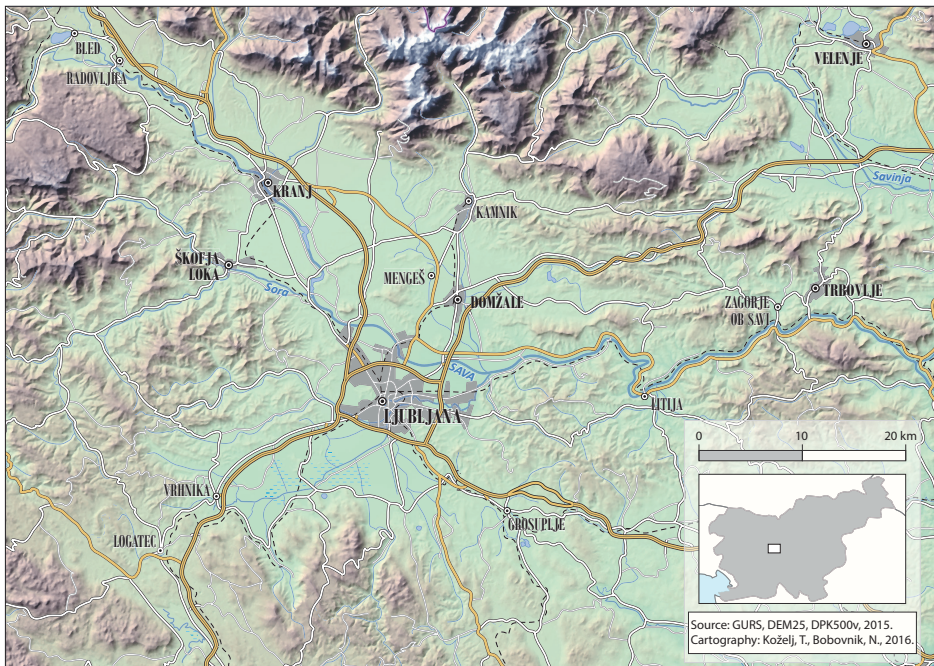 BLED
RADOVLJICA
VELENJE
Savinja
KRANJ
KAMNIK
ŠKOFJA
LOKA
MENGEŠ
Sora
DOMŽALE
TRBOVLJE
ZAGORJE
OB SAVI
SAVA
LJUBLJANA
LITIJA
0 10 20 km
VRHNIKA
GROSUPLJE
LOGATEC
Source: GURS, DEM25, DPK500v, 2015.
Cartography: Koželj, T., Bobovnik, N., 2016.